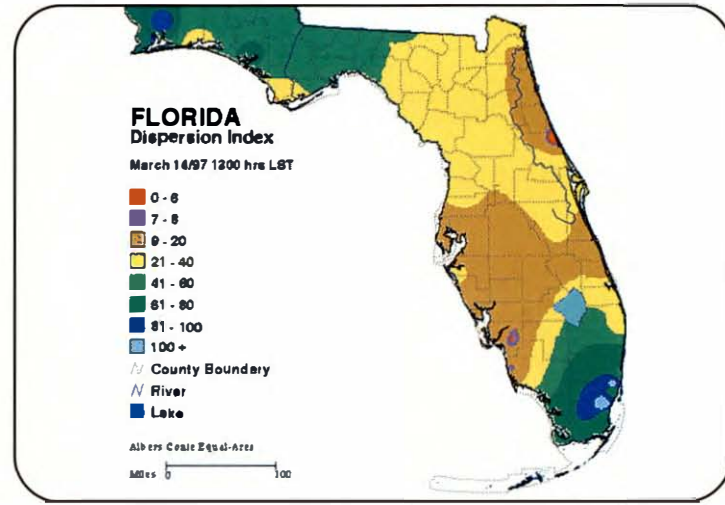 FLORIDA
Dispersion Index
March 14/97 1300 hrs LST
0 - 6
7 - 8
9 - 20
21 - 40
41 - 60
61 - 80
81 - 100
100 +
County Boundary
River
Lake
Albers Conic Equal-Area
Miles 0 100